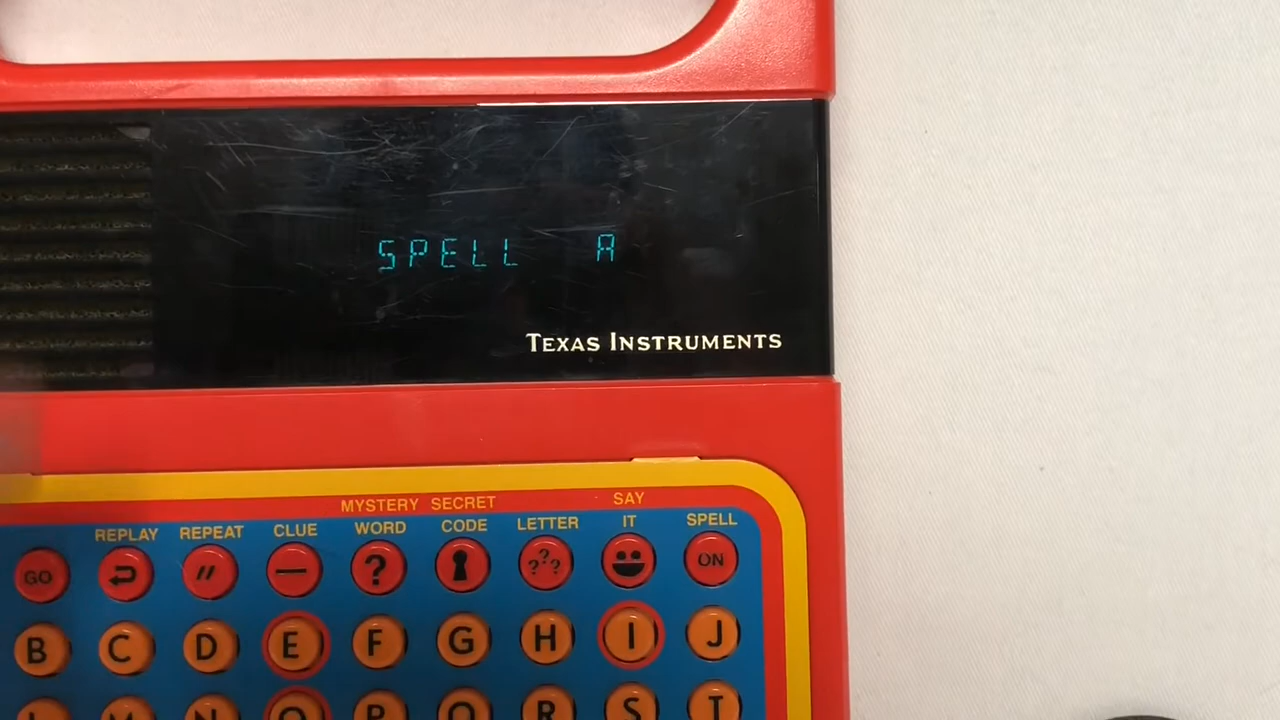 SPELL A
TEXAS INSTRUMENTS
MYSTERY SECRET SAY
REPLAY REPEAT CLUE WORD CODE LETTER IT SPELL
GO " — ? ??? ON
B C D E F G H I J
N O P Q R S T